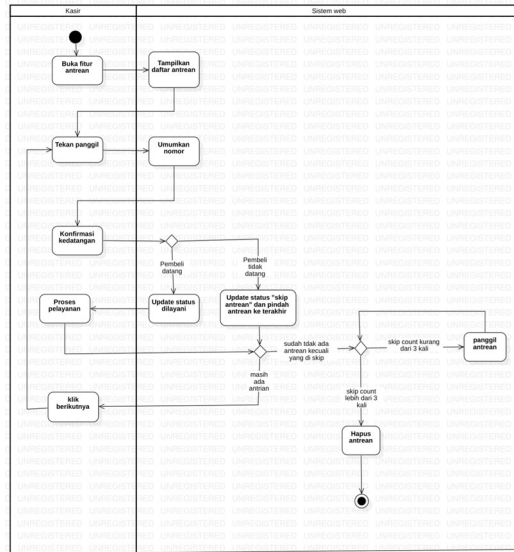 Kasir
Sistem web
Buka fitur
antrean
Tampilkan
daftar antrean
Tekan panggil
Umumkan
nomor
Konfirmasi
kedatangan
Pembeli
datang
Pembeli
tidak
datang
Proses
pelayanan
Update status
dilayani
Update status "skip
antrean" dan pindah
antrean ke terakhir
sudah tdak ada
antrean kecuali
yang di skip
skip count kurang
dari 3 kali
panggil
antrean
masih
ada
antrian
klik
berikutnya
skip count
lebih dari 3
kali
Hapus
antrean
UNREGISTERED